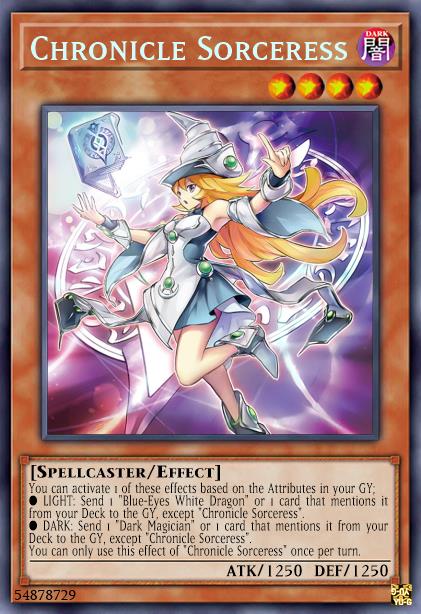 CHRONICLE SORCERESS
DARK
闇
[SPELLCASTER/EFFECT]
You can activate 1 of these effects based on the Attributes in your GY;
● LIGHT: Send 1 "Blue-Eyes White Dragon" or 1 card that mentions it
from your Deck to the GY, except "Chronicle Sorceress".
● DARK: Send 1 "Dark Magician" or 1 card that mentions it from your
Deck to the GY, except "Chronicle Sorceress".
You can only use this effect of "Chronicle Sorceress" once per turn.
ATK/1250 DEF/1250
54878729